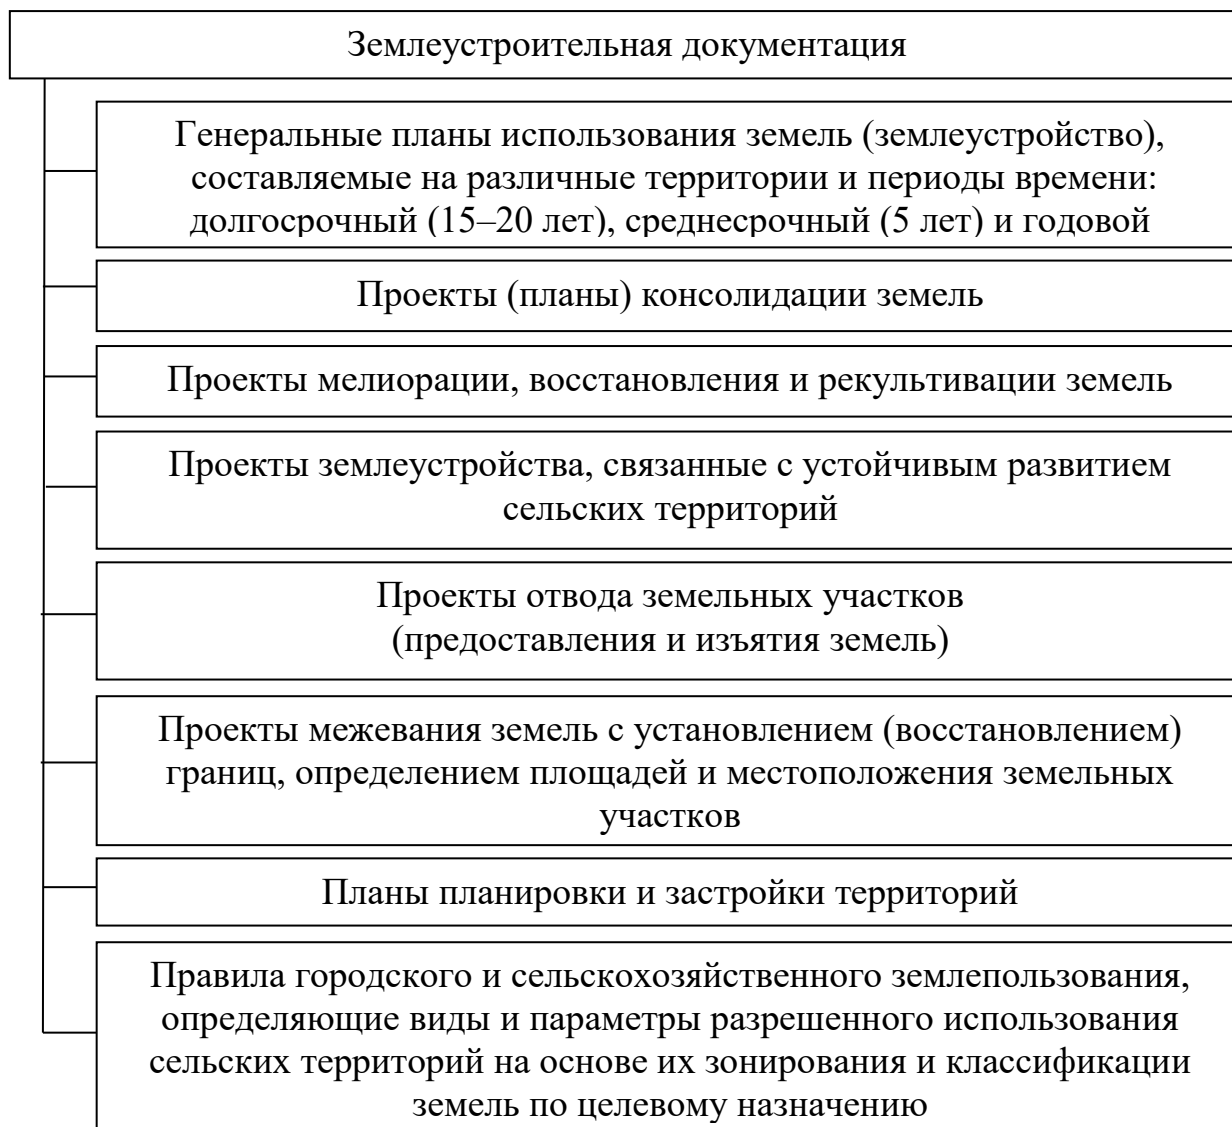 Землеустроительная документация
Генеральные планы использования земель (землеустройство),
составляемые на различные территории и периоды времени:
долгосрочный (15–20 лет), среднесрочный (5 лет) и годовой
Проекты (планы) консолидации земель
Проекты мелиорации, восстановления и рекультивации земель
Проекты землеустройства, связанные с устойчивым развитием
сельских территорий
Проекты отвода земельных участков
(предоставления и изъятия земель)
Проекты межевания земель с установлением (восстановлением)
границ, определением площадей и местоположения земельных
участков
Планы планировки и застройки территорий
Правила городского и сельскохозяйственного землепользования,
определяющие виды и параметры разрешенного использования
сельских территорий на основе их зонирования и классификации
земель по целевому назначению